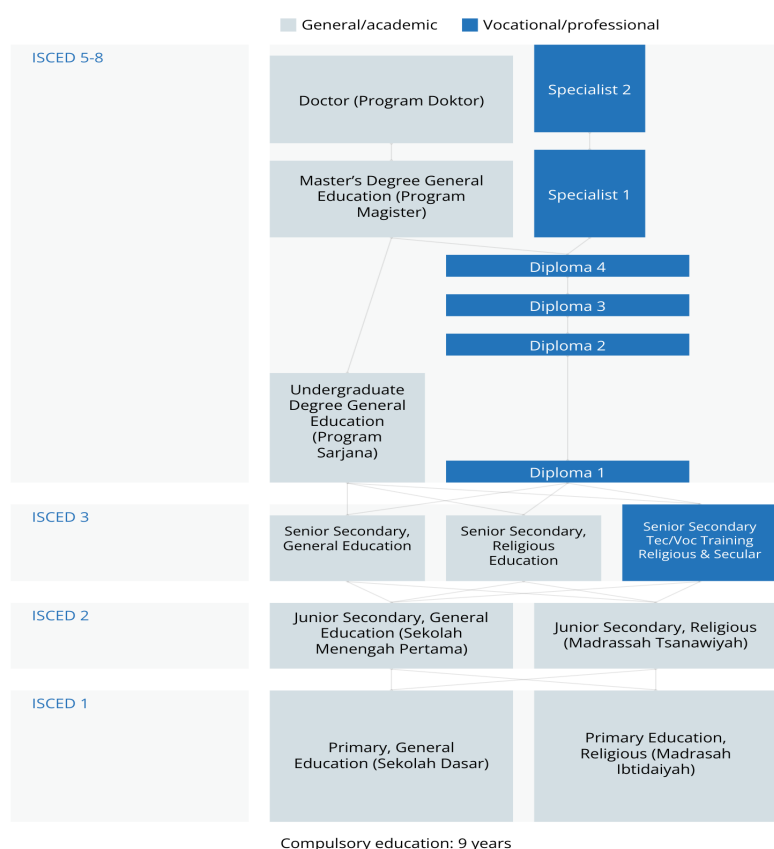 General/academic
Vocational/professional
ISCED 5-8
Doctor (Program Doktor)
Specialist 2
Master's Degree General
Education (Program
Magister)
Specialist 1
Diploma 4
Diploma 3
Diploma 2
Undergraduate
Degree General
Education
(Program
Sarjana)
Diploma 1
ISCED 3
Senior Secondary,
General Education
Senior Secondary,
Religious
Education
Senior Secondary
Tec/Voc Training
Religious & Secular
ISCED 2
Junior Secondary, General
Education (Sekolah
Menengah Pertama)
Junior Secondary, Religious
(Madrassah Tsanawiyah)
ISCED 1
Primary, General
Education (Sekolah Dasar)
Primary Education,
Religious (Madrasah
Ibtidaiyah)
Compulsory education: 9 years